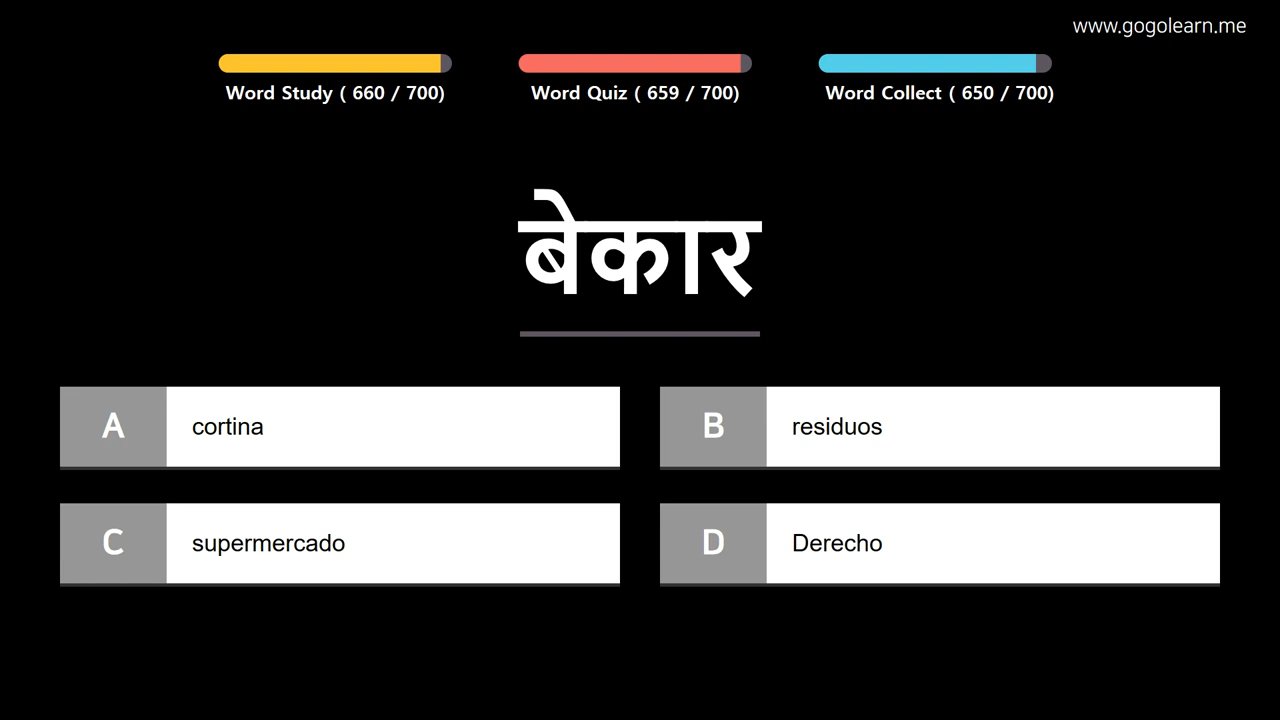 www.gogolearn.me
Word Study ( 660 / 700)
Word Quiz ( 659 / 700)
Word Collect ( 650 / 700)
बेकार
A cortina
B residuos
C supermercado
D Derecho